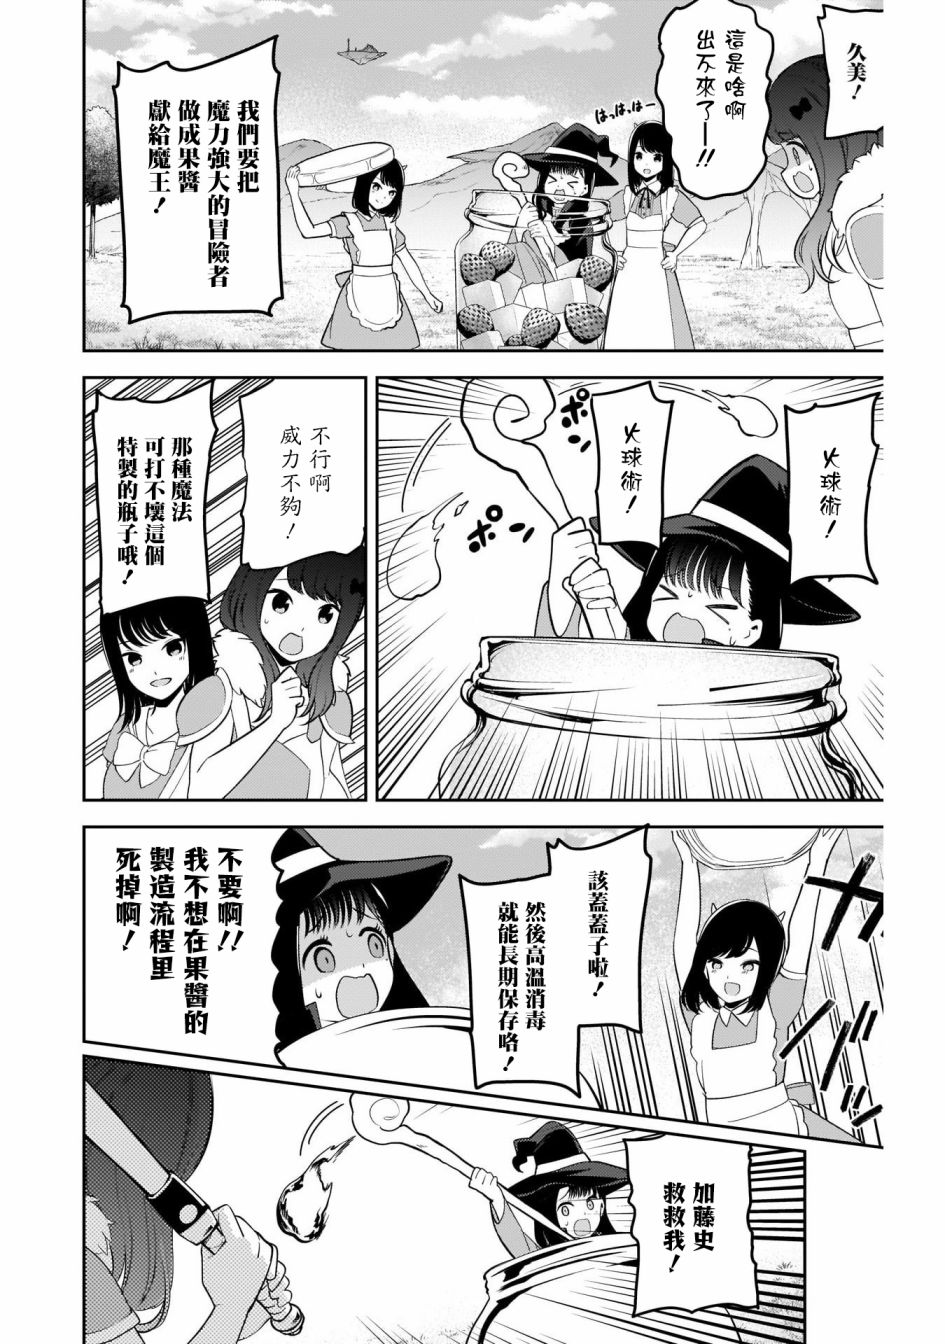 久美！
這是啥啊
出不來了—!!
はっはっはー
我們要把
魔力強大的冒險者
做成果醬
獻給魔王！
火球術！
火球術！
ポンッ
ポンッ
不行啊
威力不夠！
那種魔法
可打不壞這個
特製的瓶子哦！
該蓋蓋子啦！
然後高溫消毒
就能長期保存咯！
不要啊!!
我不想在果醬的
製造流程里
死掉啊！
加藤史
救救我！